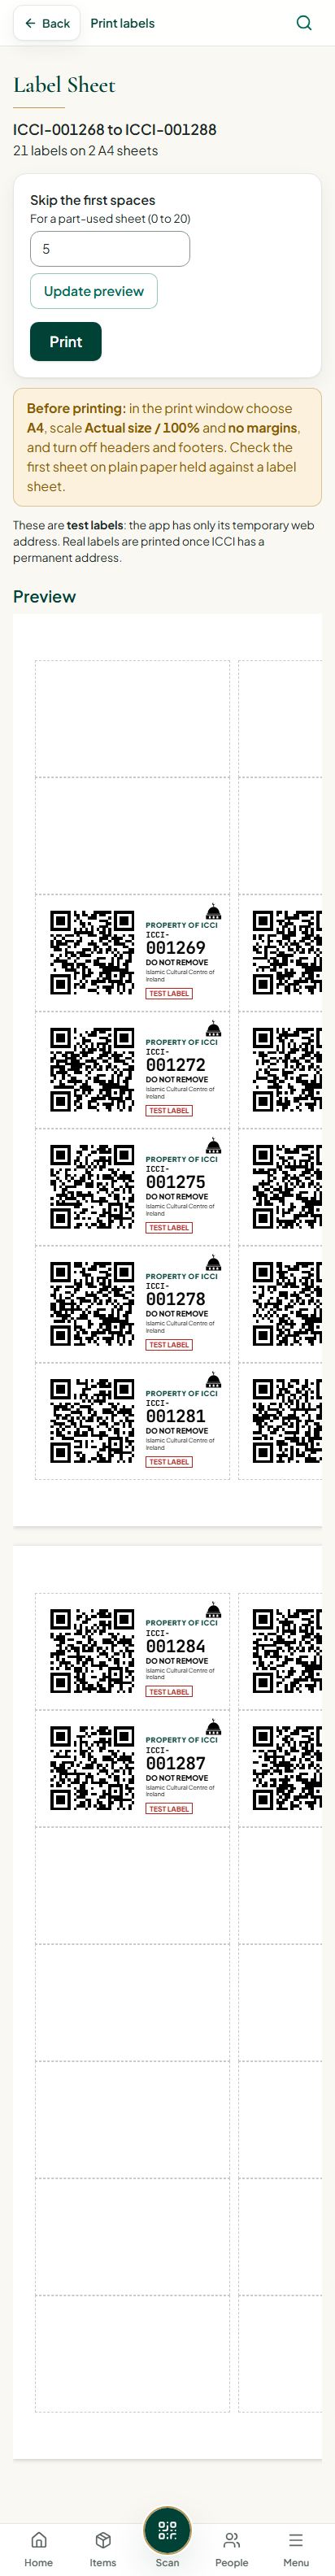 Back
Print labels
Label Sheet
ICCI-001268 to ICCI-001288
21 labels on 2 A4 sheets
Skip the first spaces
For a part-used sheet (0 to 20)
5
Update preview
Print
Before printing: in the print window choose
A4, scale Actual size / 100% and no margins,
and turn off headers and footers. Check the
first sheet on plain paper held against a label
sheet.
These are test labels: the app has only its temporary web
address. Real labels are printed once ICCI has a
permanent address.
Preview
PROPERTY OF ICCI
ICCI-
001269
DO NOT REMOVE
Islamic Cultural Centre of
Ireland
TEST LABEL
PROPERTY OF ICCI
ICCI-
001272
DO NOT REMOVE
Islamic Cultural Centre of
Ireland
TEST LABEL
PROPERTY OF ICCI
ICCI-
001275
DO NOT REMOVE
Islamic Cultural Centre of
Ireland
TEST LABEL
PROPERTY OF ICCI
ICCI-
001278
DO NOT REMOVE
Islamic Cultural Centre of
Ireland
TEST LABEL
PROPERTY OF ICCI
ICCI-
001281
DO NOT REMOVE
Islamic Cultural Centre of
Ireland
TEST LABEL
PROPERTY OF ICCI
ICCI-
001284
DO NOT REMOVE
Islamic Cultural Centre of
Ireland
TEST LABEL
PROPERTY OF ICCI
ICCI-
001287
DO NOT REMOVE
Islamic Cultural Centre of
Ireland
TEST LABEL
Home
Items
Scan
People
Menu